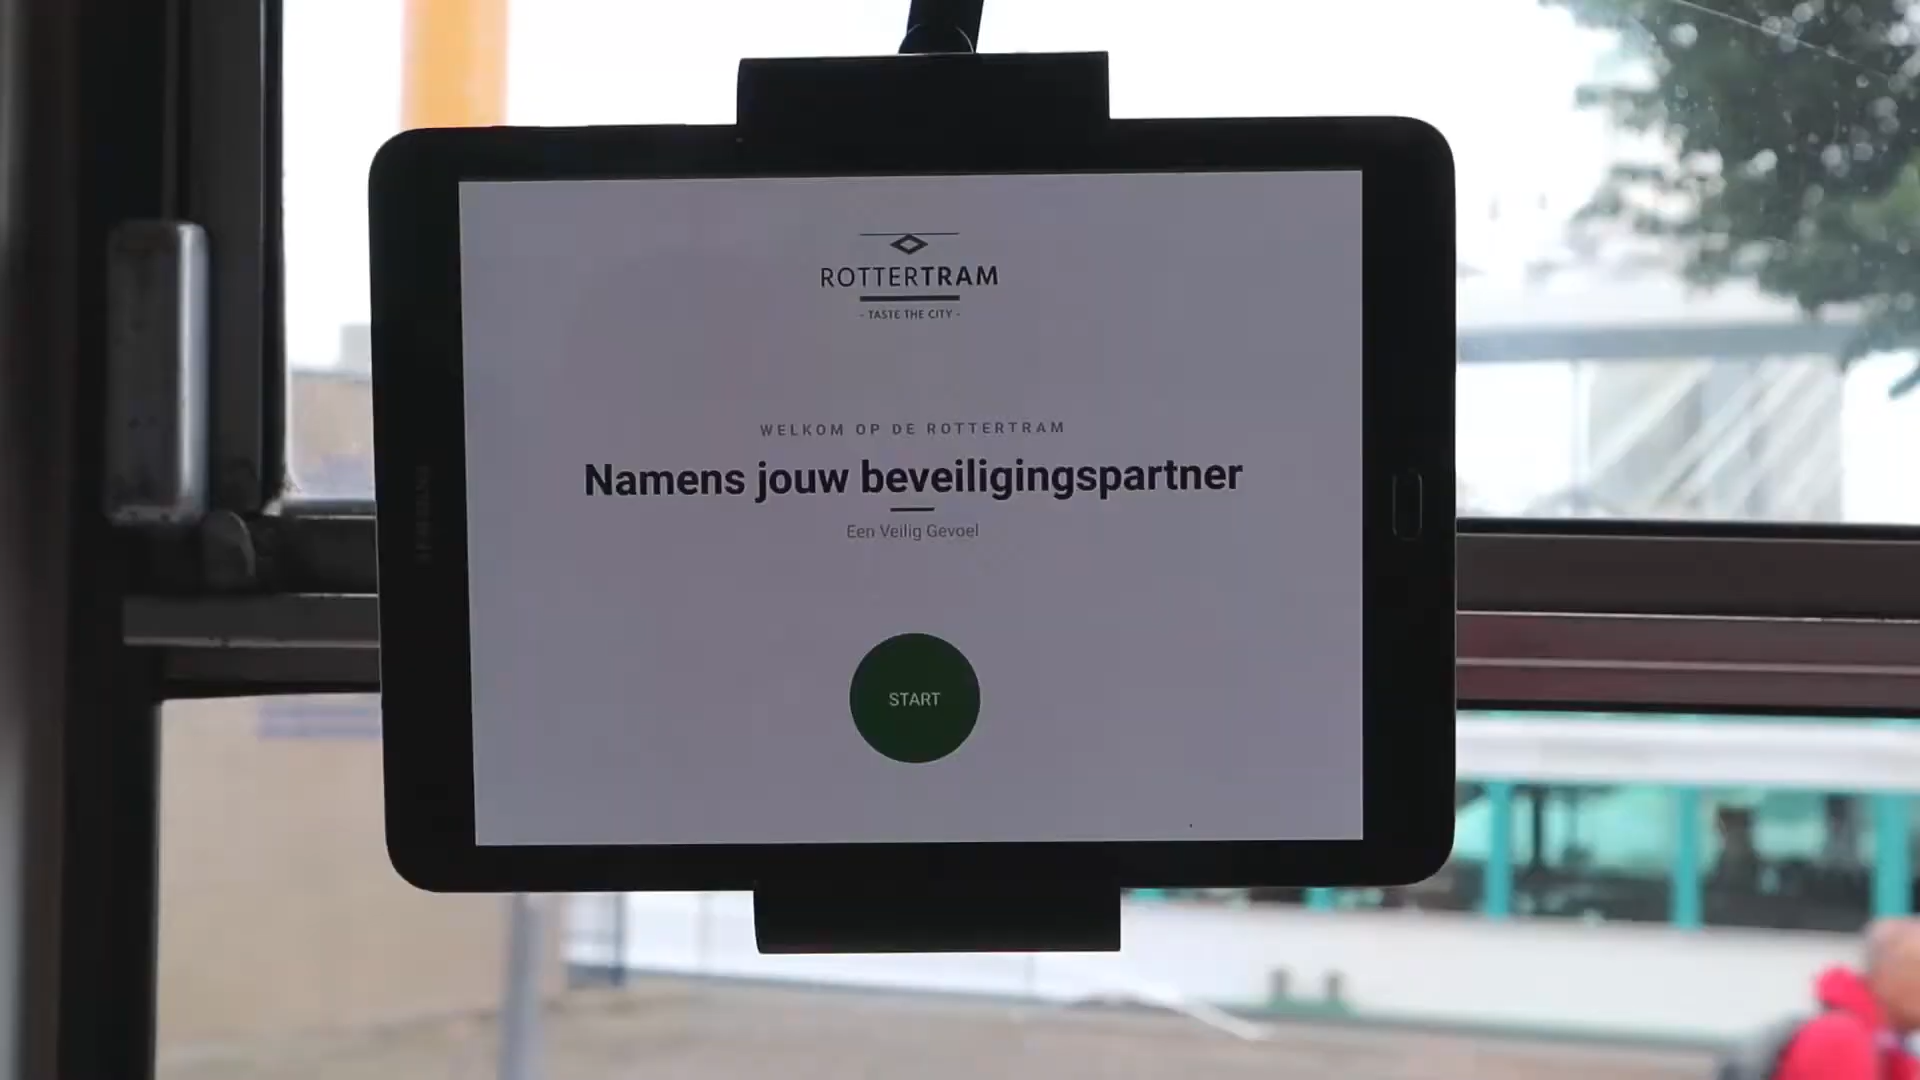 ROTTERTRAM
- TASTE THE CITY -
WELKOM OP DE ROTTERTRAM
Namens jouw beveiligingspartner
Een Veilig Gevoel
START